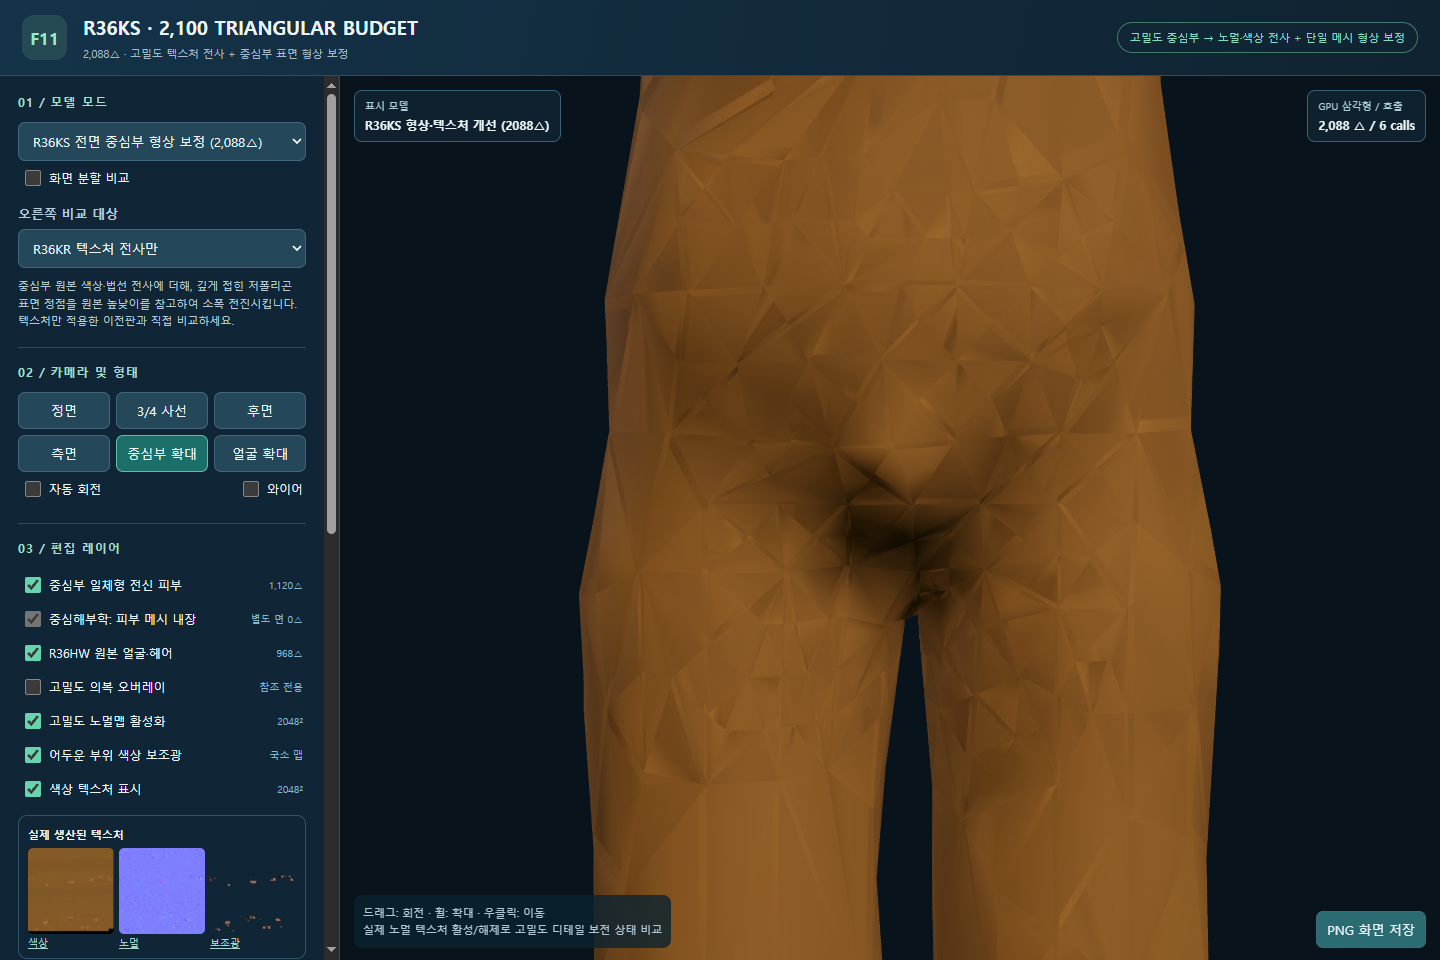 F11
R36KS · 2,100 TRIANGULAR BUDGET
2,088△ · 고밀도 텍스처 전사 + 중심부 표면 형상 보정
고밀도 중심부 → 노멀·색상 전사 + 단일 메시 형상 보정
01 / 모델 모드
R36KS 전면 중심부 형상 보정 (2,088△)
화면 분할 비교
오른쪽 비교 대상
R36KR 텍스처 전사만
중심부 원본 색상·법선 전사에 더해, 깊게 접힌 저폴리곤
표면 정점을 원본 높낮이를 참고하여 소폭 전진시킵니다.
텍스처만 적용한 이전판과 직접 비교하세요.
02 / 카메라 및 형태
정면
3/4 사선
후면
측면
중심부 확대
얼굴 확대
자동 회전
와이어
03 / 편집 레이어
중심부 일체형 전신 피부 1,120△
중심해부학: 피부 메시 내장 별도 면 0△
R36HW 원본 얼굴·헤어 968△
고밀도 의복 오버레이 참조 전용
고밀도 노멀맵 활성화 2048²
어두운 부위 색상 보조광 국소 맵
색상 텍스처 표시 2048²
실제 생산된 텍스처
색상
노멀
보조광
표시 모델
R36KS 형상·텍스처 개선 (2088△)
GPU 삼각형 / 호출
2,088 △ / 6 calls
드래그: 회전 · 휠: 확대 · 우클릭: 이동
실제 노멀 텍스처 활성/해제로 고밀도 디테일 보전 상태 비교
PNG 화면 저장